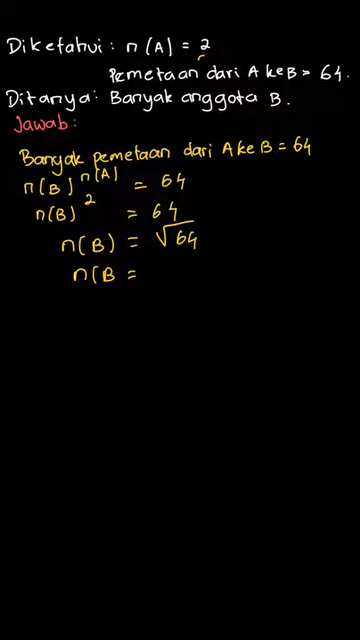 Diketahui: n(A) = 2
Pemetaan dari A ke B = 64.
Ditanya: Banyak anggota B.
Jawab:
Banyak pemetaan dari A ke B = 64
n(B)^n(A) = 64
n(B)^2 = 64
n(B) = √64
n(B =